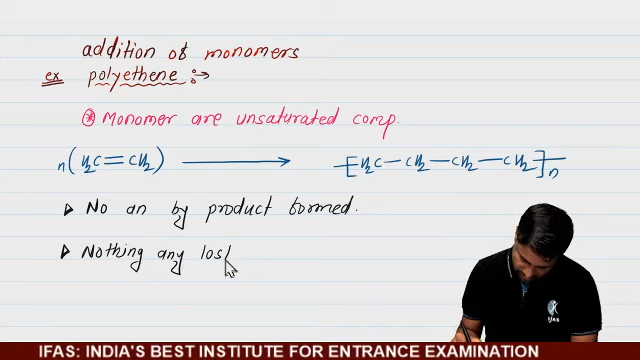 addition of monomers
ex polyethene :→
* Monomer are unsaturated comp.
n(H2C=CH2) → -[H2C-CH2-CH2-CH2]-n
▸ No an by product formed.
▸ Nothing any lost
IFAS
IFAS: INDIA'S BEST INSTITUTE FOR ENTRANCE EXAMINATION